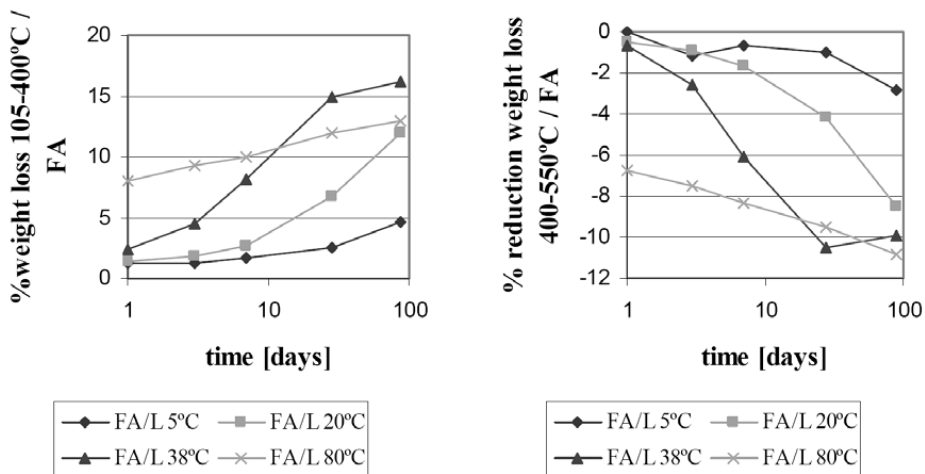 %weight loss 105-400ºC /
FA
20
15
10
5
0
1
10
100
time [days]
FA/L 5ºC
FA/L 20ºC
FA/L 38ºC
FA/L 80ºC
% reduction weight loss
400-550ºC / FA
0
-2
-4
-6
-8
-10
-12
1
10
100
time [days]
FA/L 5ºC
FA/L 20ºC
FA/L 38ºC
FA/L 80ºC